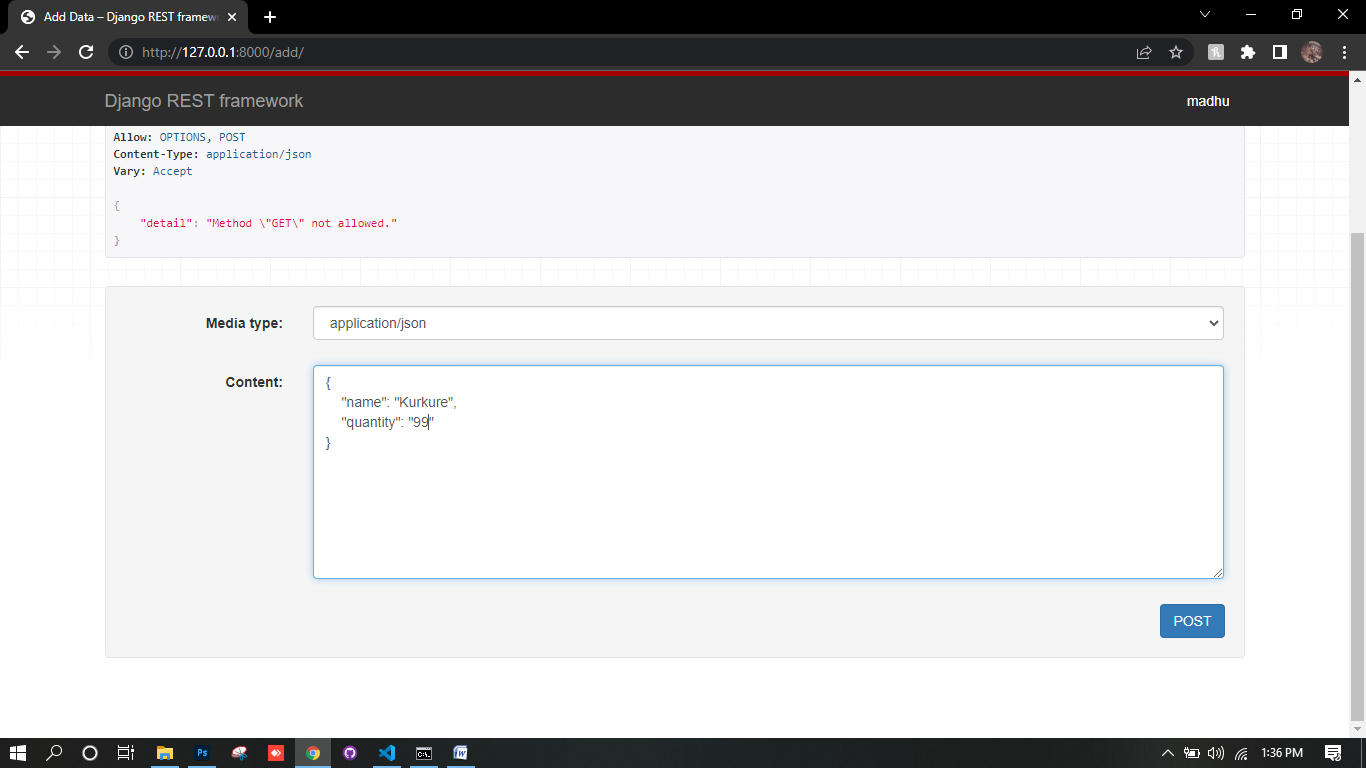 Add Data – Django REST framew
http://127.0.0.1:8000/add/
Django REST framework
madhu
Allow: OPTIONS, POST
Content-Type: application/json
Vary: Accept
{
"detail": "Method \"GET\" not allowed."
}
Media type:
application/json
Content:
{
"name": "Kurkure",
"quantity": "99"
}
POST
Ps
1:36 PM